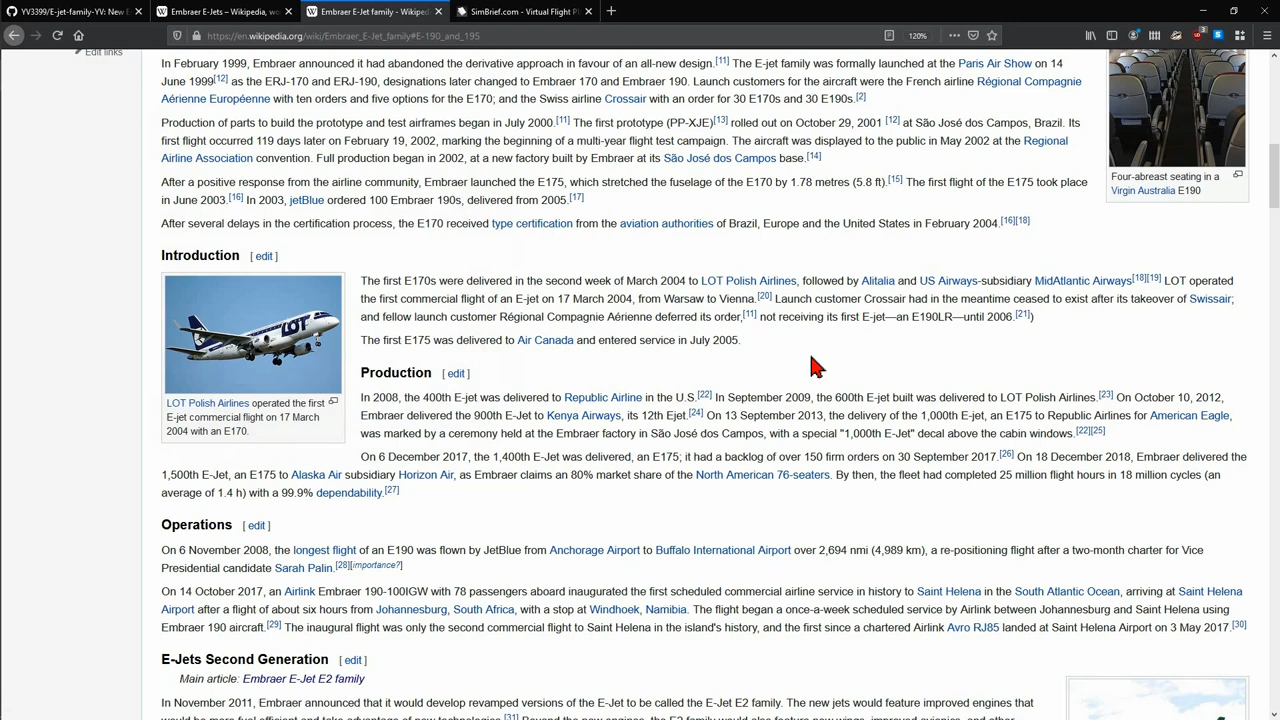 YV3399/E-jet-family-YV: New E
Embraer E-Jets – Wikipedia, wo
Embraer E-Jet family - Wikiped
SimBrief.com - Virtual Flight P
https://en.wikipedia.org/wiki/Embraer_E-Jet_family#E-190_and_195
120%
Edit links
In February 1999, Embraer announced it had abandoned the derivative approach in favour of an all-new design.[11] The E-jet family was formally launched at the Paris Air Show on 14
June 1999[12] as the ERJ-170 and ERJ-190, designations later changed to Embraer 170 and Embraer 190. Launch customers for the aircraft were the French airline Régional Compagnie
Aérienne Européenne with ten orders and five options for the E170; and the Swiss airline Crossair with an order for 30 E170s and 30 E190s.[2]
Production of parts to build the prototype and test airframes began in July 2000.[11] The first prototype (PP-XJE)[13] rolled out on October 29, 2001 [12] at São José dos Campos, Brazil. Its
first flight occurred 119 days later on February 19, 2002, marking the beginning of a multi-year flight test campaign. The aircraft was displayed to the public in May 2002 at the Regional
Airline Association convention. Full production began in 2002, at a new factory built by Embraer at its São José dos Campos base.[14]
Four-abreast seating in a
Virgin Australia E190
After a positive response from the airline community, Embraer launched the E175, which stretched the fuselage of the E170 by 1.78 metres (5.8 ft).[15] The first flight of the E175 took place
in June 2003.[16] In 2003, jetBlue ordered 100 Embraer 190s, delivered from 2005.[17]
After several delays in the certification process, the E170 received type certification from the aviation authorities of Brazil, Europe and the United States in February 2004.[16][18]
Introduction [ edit ]
LOT
LOT Polish Airlines operated the first
E-jet commercial flight on 17 March
2004 with an E170.
The first E170s were delivered in the second week of March 2004 to LOT Polish Airlines, followed by Alitalia and US Airways-subsidiary MidAtlantic Airways[18][19] LOT operated
the first commercial flight of an E-jet on 17 March 2004, from Warsaw to Vienna.[20] Launch customer Crossair had in the meantime ceased to exist after its takeover of Swissair;
and fellow launch customer Régional Compagnie Aérienne deferred its order,[11] not receiving its first E-jet—an E190LR—until 2006.[21])
The first E175 was delivered to Air Canada and entered service in July 2005.
Production [ edit ]
In 2008, the 400th E-jet was delivered to Republic Airline in the U.S.[22] In September 2009, the 600th E-jet built was delivered to LOT Polish Airlines.[23] On October 10, 2012,
Embraer delivered the 900th E-Jet to Kenya Airways, its 12th Ejet.[24] On 13 September 2013, the delivery of the 1,000th E-jet, an E175 to Republic Airlines for American Eagle,
was marked by a ceremony held at the Embraer factory in São José dos Campos, with a special "1,000th E-Jet" decal above the cabin windows.[22][25]
On 6 December 2017, the 1,400th E-Jet was delivered, an E175; it had a backlog of over 150 firm orders on 30 September 2017.[26] On 18 December 2018, Embraer delivered the
1,500th E-Jet, an E175 to Alaska Air subsidiary Horizon Air, as Embraer claims an 80% market share of the North American 76-seaters. By then, the fleet had completed 25 million flight hours in 18 million cycles (an
average of 1.4 h) with a 99.9% dependability.[27]
Operations [ edit ]
On 6 November 2008, the longest flight of an E190 was flown by JetBlue from Anchorage Airport to Buffalo International Airport over 2,694 nmi (4,989 km), a re-positioning flight after a two-month charter for Vice
Presidential candidate Sarah Palin.[28][importance?]
On 14 October 2017, an Airlink Embraer 190-100IGW with 78 passengers aboard inaugurated the first scheduled commercial airline service in history to Saint Helena in the South Atlantic Ocean, arriving at Saint Helena
Airport after a flight of about six hours from Johannesburg, South Africa, with a stop at Windhoek, Namibia. The flight began a once-a-week scheduled service by Airlink between Johannesburg and Saint Helena using
Embraer 190 aircraft.[29] The inaugural flight was only the second commercial flight to Saint Helena in the island's history, and the first since a chartered Airlink Avro RJ85 landed at Saint Helena Airport on 3 May 2017.[30]
E-Jets Second Generation [ edit ]
Main article: Embraer E-Jet E2 family
In November 2011, Embraer announced that it would develop revamped versions of the E-Jet to be called the E-Jet E2 family. The new jets would feature improved engines that
would be more fuel efficient and take advantage of new technologies.[31] Beyond the new engines, the E2 family would also feature new wings, improved avionics, and other